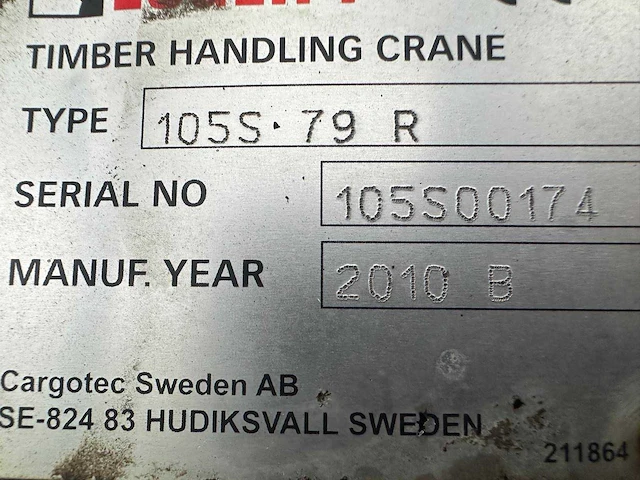 TIMBER HANDLING CRANE
TYPE 105S·79 R
SERIAL NO 105S00174
MANUF. YEAR 2010 B
Cargotec Sweden AB
SE-824 83 HUDIKSVALL SWEDEN
211864